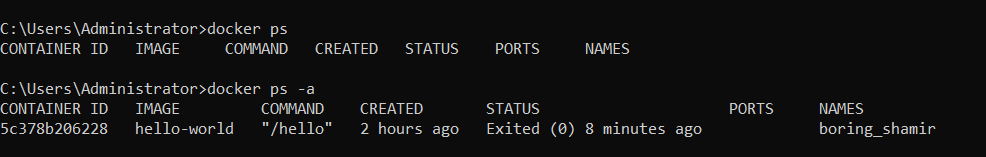 C:\Users\Administrator>docker ps
CONTAINER ID   IMAGE     COMMAND   CREATED   STATUS    PORTS     NAMES
C:\Users\Administrator>docker ps -a
CONTAINER ID   IMAGE         COMMAND    CREATED       STATUS                     PORTS     NAMES
5c378b206228   hello-world   "/hello"   2 hours ago   Exited (0) 8 minutes ago             boring_shamir